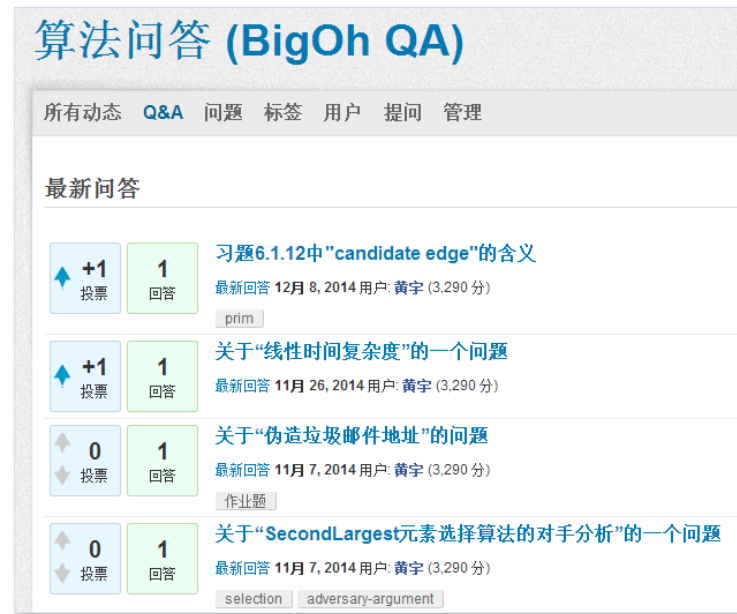 算法问答 (BigOh QA)
所有动态 Q&A 问题 标签 用户 提问 管理
最新问答
+1 投票
1 回答
习题6.1.12中"candidate edge"的含义
最新回答 12月 8, 2014 用户: 黄宇 (3,290 分)
prim
+1 投票
1 回答
关于“线性时间复杂度”的一个问题
最新回答 11月 26, 2014 用户: 黄宇 (3,290 分)
0 投票
1 回答
关于“伪造垃圾邮件地址”的问题
最新回答 11月 7, 2014 用户: 黄宇 (3,290 分)
作业题
0 投票
1 回答
关于“SecondLargest元素选择算法的对手分析”的一个问题
最新回答 11月 7, 2014 用户: 黄宇 (3,290 分)
selection adversary-argument